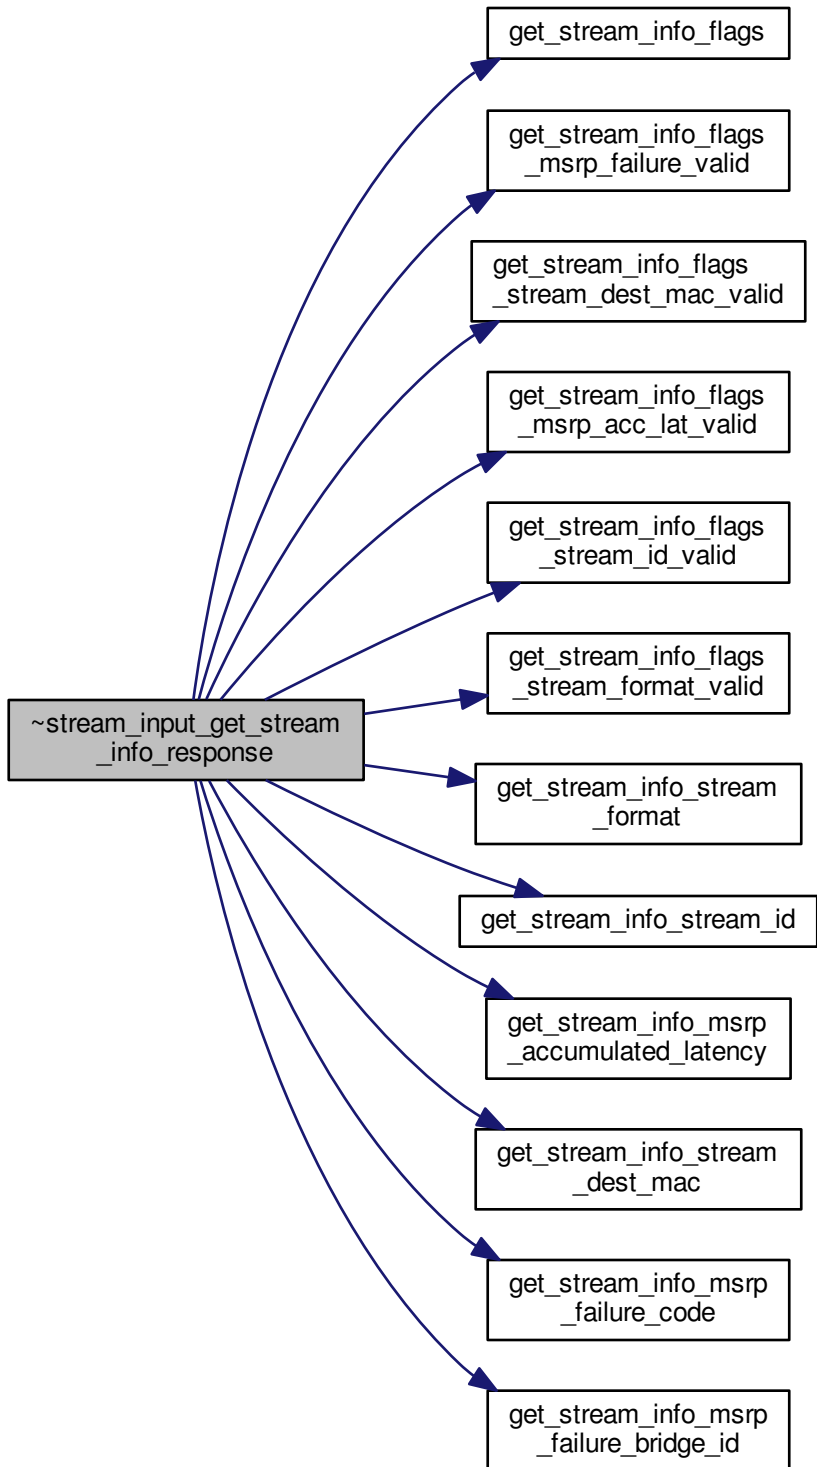 get_stream_info_flags
get_stream_info_flags
_msrp_failure_valid
get_stream_info_flags
_stream_dest_mac_valid
get_stream_info_flags
_msrp_acc_lat_valid
get_stream_info_flags
_stream_id_valid
get_stream_info_flags
_stream_format_valid
~stream_input_get_stream
_info_response
get_stream_info_stream
_format
get_stream_info_stream_id
get_stream_info_msrp
_accumulated_latency
get_stream_info_stream
_dest_mac
get_stream_info_msrp
_failure_code
get_stream_info_msrp
_failure_bridge_id